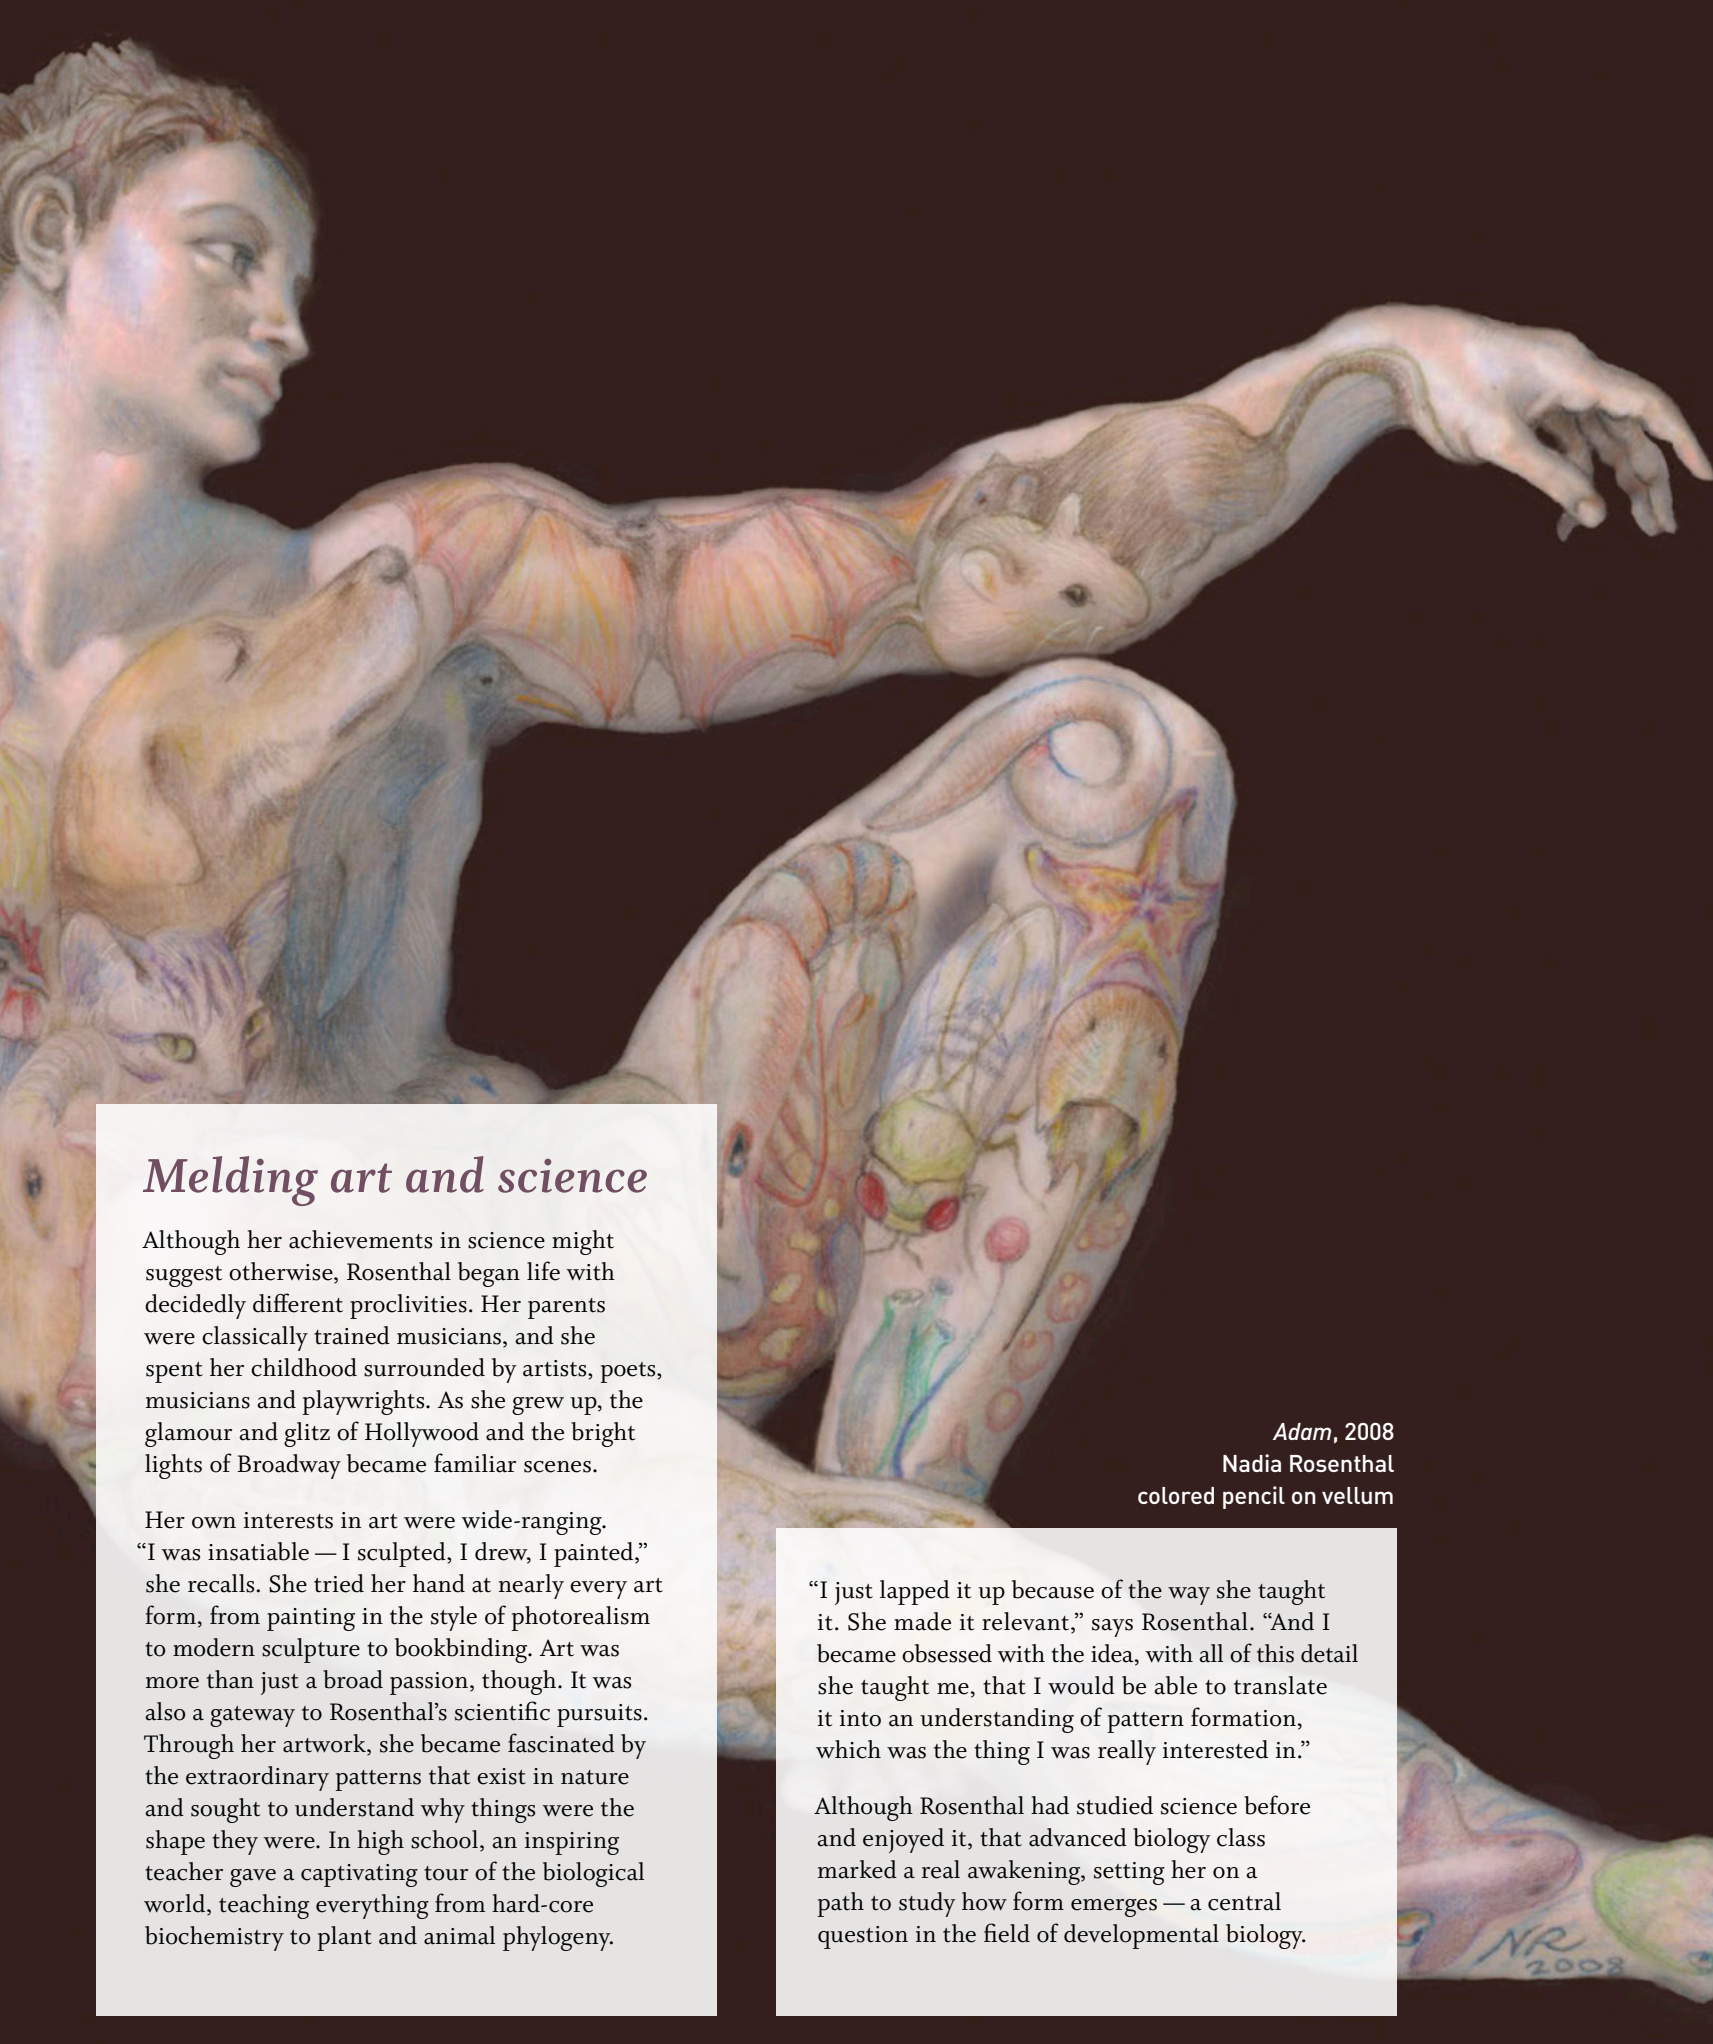 Melding art and science
Although her achievements in science might
suggest otherwise, Rosenthal began life with
decidedly different proclivities. Her parents
were classically trained musicians, and she
spent her childhood surrounded by artists, poets,
musicians and playwrights. As she grew up, the
glamour and glitz of Hollywood and the bright
lights of Broadway became familiar scenes.
Her own interests in art were wide-ranging.
“I was insatiable — I sculpted, I drew, I painted,”
she recalls. She tried her hand at nearly every art
form, from painting in the style of photorealism
to modern sculpture to bookbinding. Art was
more than just a broad passion, though. It was
also a gateway to Rosenthal’s scientific pursuits.
Through her artwork, she became fascinated by
the extraordinary patterns that exist in nature
and sought to understand why things were the
shape they were. In high school, an inspiring
teacher gave a captivating tour of the biological
world, teaching everything from hard-core
biochemistry to plant and animal phylogeny.
Adam, 2008
Nadia Rosenthal
colored pencil on vellum
“I just lapped it up because of the way she taught
it. She made it relevant,” says Rosenthal. “And I
became obsessed with the idea, with all of this detail
she taught me, that I would be able to translate
it into an understanding of pattern formation,
which was the thing I was really interested in.”
Although Rosenthal had studied science before
and enjoyed it, that advanced biology class
marked a real awakening, setting her on a
path to study how form emerges — a central
question in the field of developmental biology.
NR
2008